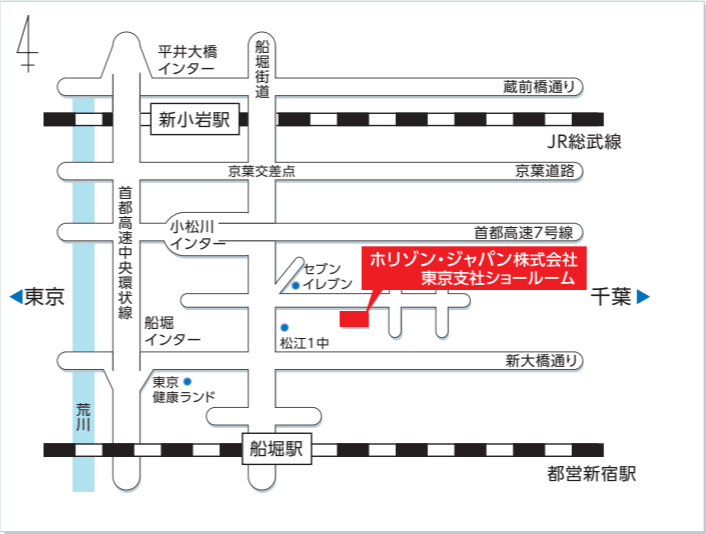 平井大橋
インター
船堀街道
蔵前橋通り
新小岩駅
JR総武線
京葉交差点
京葉道路
首都高速中央環状線
小松川
インター
首都高速7号線
ホリゾン・ジャパン株式会社
東京支社ショールーム
セブン
イレブン
東京
千葉
船堀
インター
松江1中
新大橋通り
東京
健康ランド
荒川
船堀駅
都営新宿駅